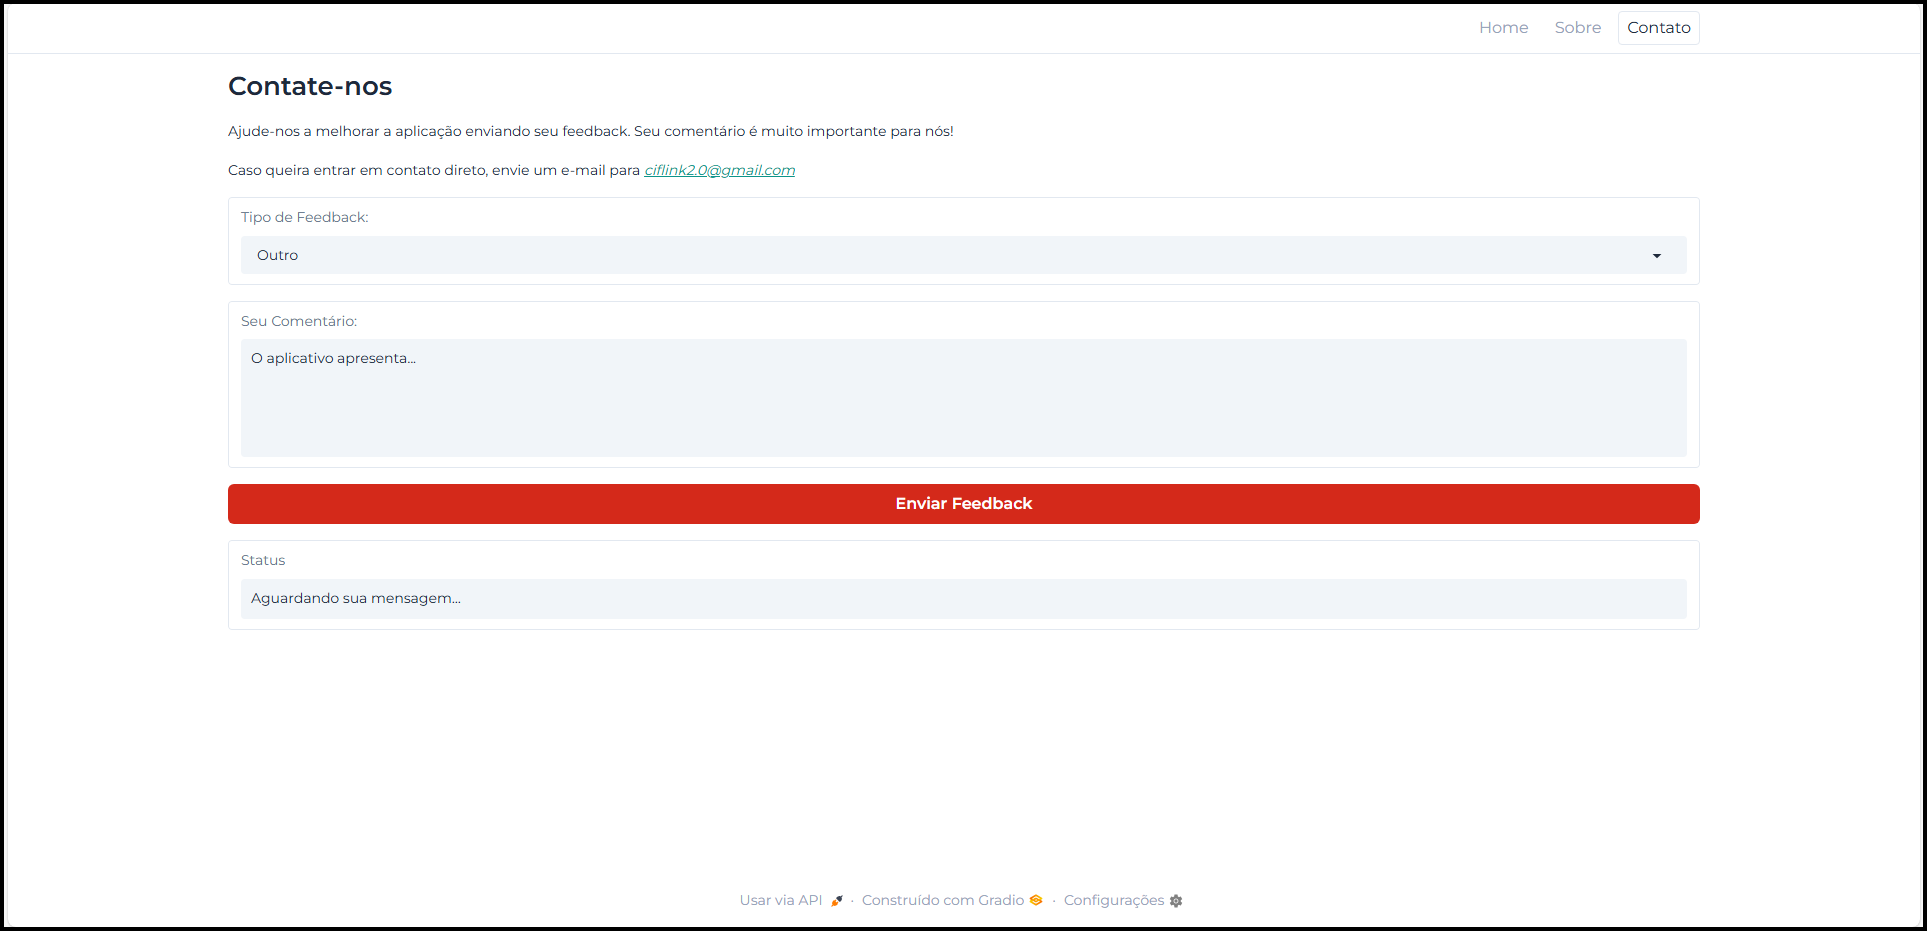 Home Sobre Contato
Contate-nos
Ajude-nos a melhorar a aplicação enviando seu feedback. Seu comentário é muito importante para nós!
Caso queira entrar em contato direto, envie um e-mail para ciflink2.0@gmail.com
Tipo de Feedback:
Outro
Seu Comentário:
O aplicativo apresenta...
Enviar Feedback
Status
Aguardando sua mensagem...
Usar via API · Construído com Gradio · Configurações